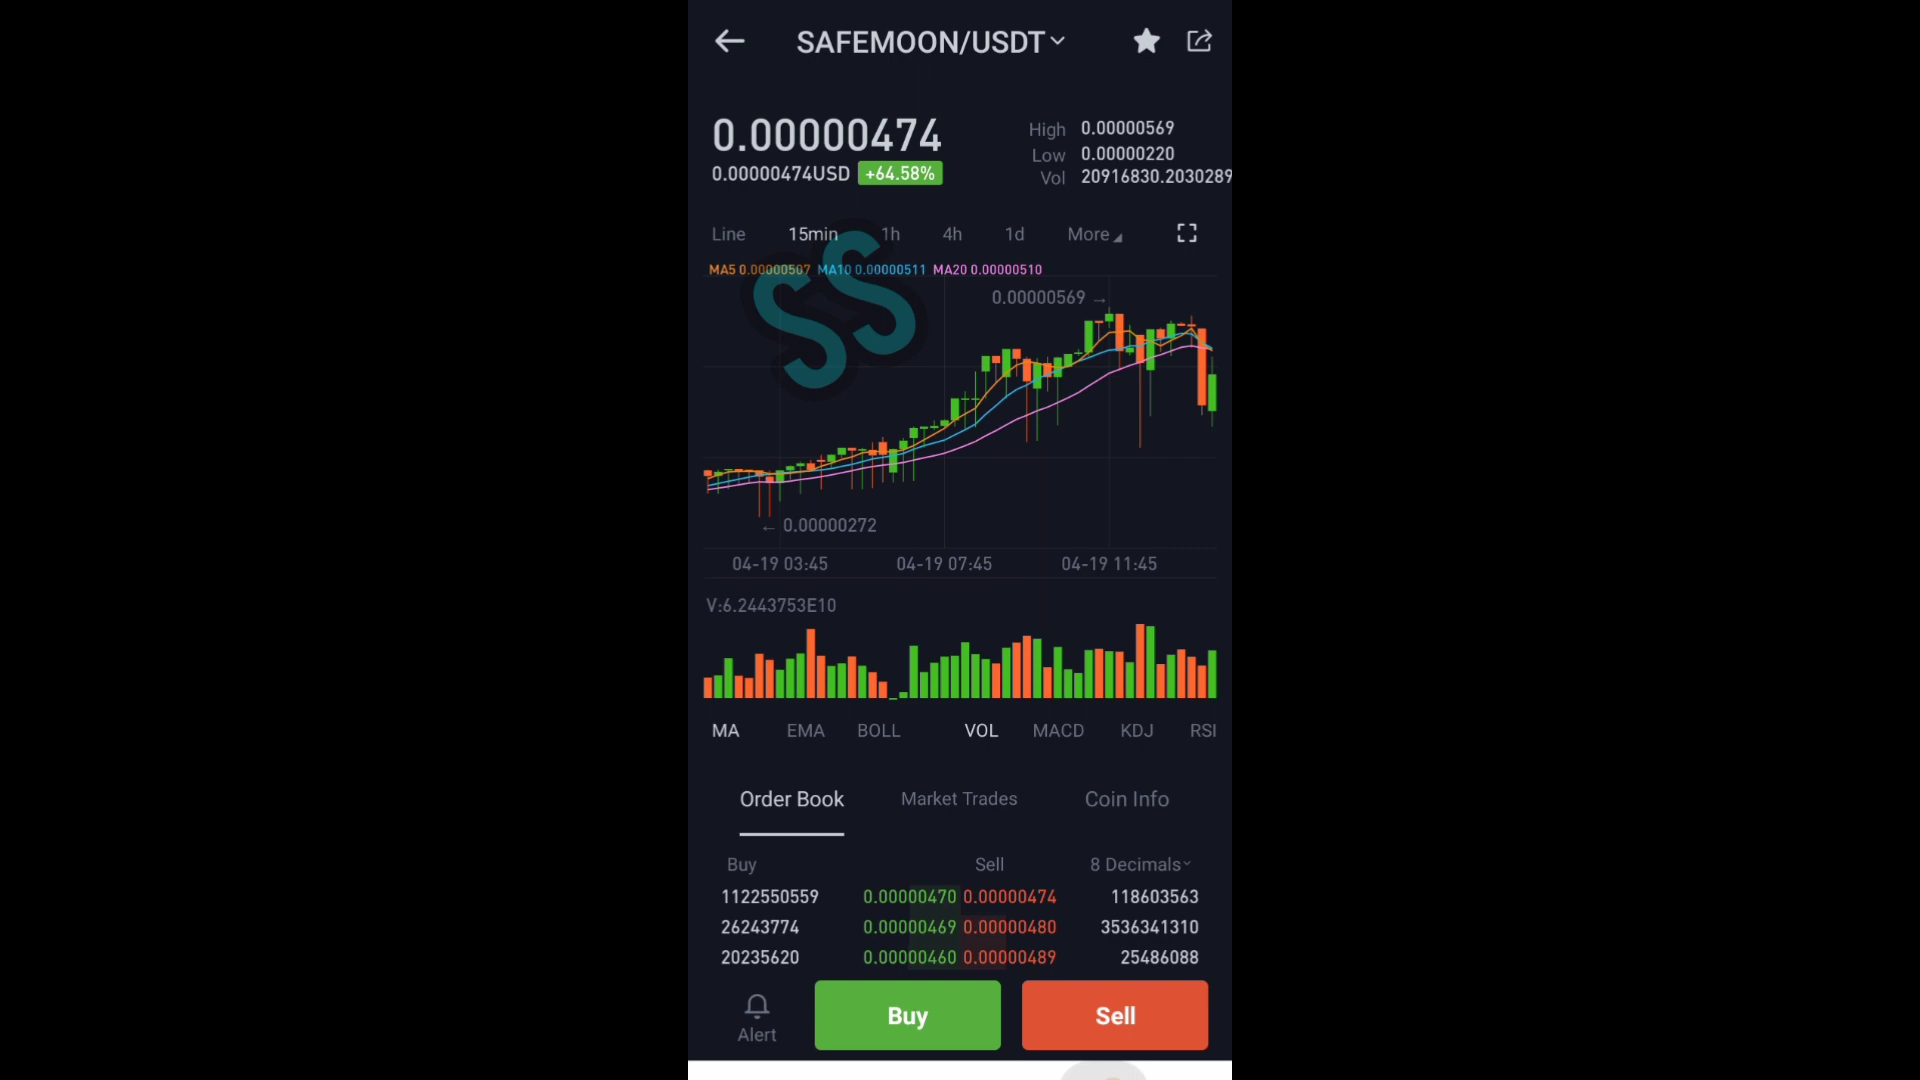 SAFEMOON/USDT
0.00000474
0.00000474USD +64.58%
High 0.00000569
Low 0.00000220
Vol 20916830.2030289
Line 15min 1h 4h 1d More
MA5 0.00000507 MA10 0.00000511 MA20 0.00000510
SS
0.00000569 →
← 0.00000272
04-19 03:45 04-19 07:45 04-19 11:45
V:6.2443753E10
MA EMA BOLL VOL MACD KDJ RSI
Order Book Market Trades Coin Info
Buy Sell 8 Decimals
1122550559 0.00000470 0.00000474 118603563
26243774 0.00000469 0.00000480 3536341310
20235620 0.00000460 0.00000489 25486088
Alert Buy Sell